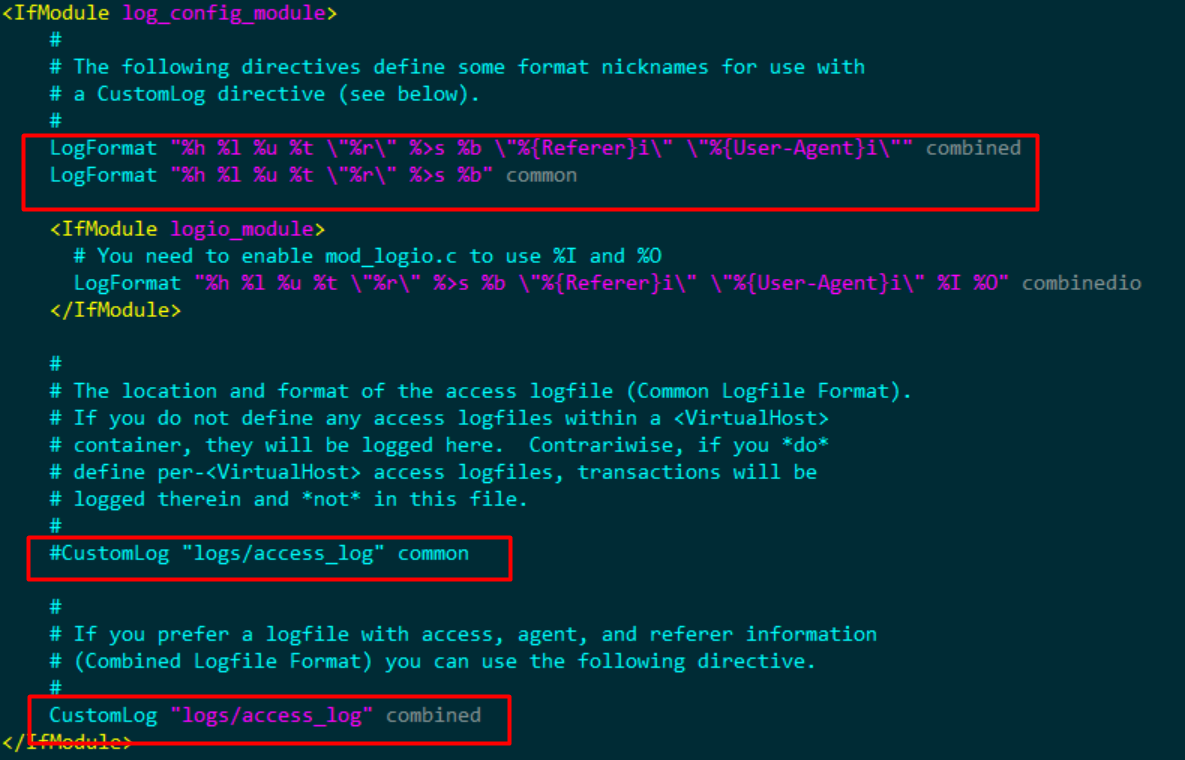 <IfModule log_config_module>
#
# The following directives define some format nicknames for use with
# a CustomLog directive (see below).
#
LogFormat "%h %l %u %t \"%r\" %>s %b \"%{Referer}i\" \"%{User-Agent}i\"" combined
LogFormat "%h %l %u %t \"%r\" %>s %b" common
<IfModule logio_module>
# You need to enable mod_logio.c to use %I and %O
LogFormat "%h %l %u %t \"%r\" %>s %b \"%{Referer}i\" \"%{User-Agent}i\" %I %O" combinedio
</IfModule>
#
# The location and format of the access logfile (Common Logfile Format).
# If you do not define any access logfiles within a <VirtualHost>
# container, they will be logged here.  Contrariwise, if you *do*
# define per-<VirtualHost> access logfiles, transactions will be
# logged therein and *not* in this file.
#
#CustomLog "logs/access_log" common
#
# If you prefer a logfile with access, agent, and referer information
# (Combined Logfile Format) you can use the following directive.
#
CustomLog "logs/access_log" combined
</IfModule>